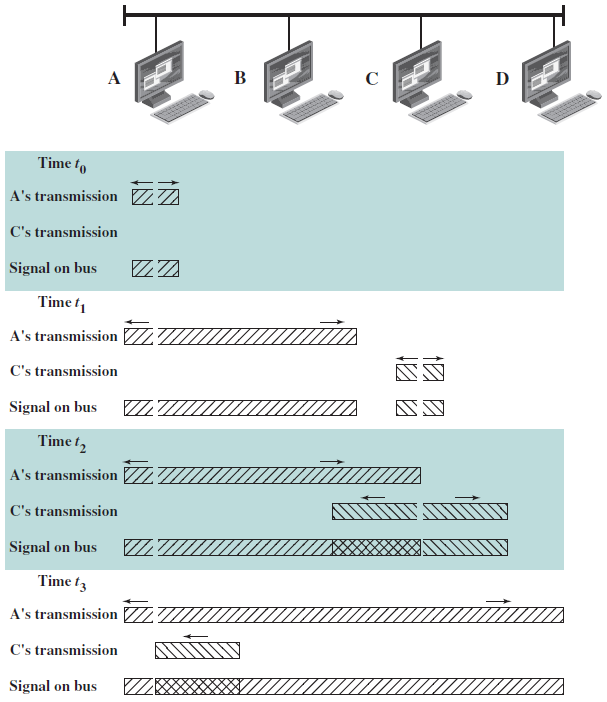 A B C D
Time t0
A's transmission
C's transmission
Signal on bus
Time t1
A's transmission
C's transmission
Signal on bus
Time t2
A's transmission
C's transmission
Signal on bus
Time t3
A's transmission
C's transmission
Signal on bus